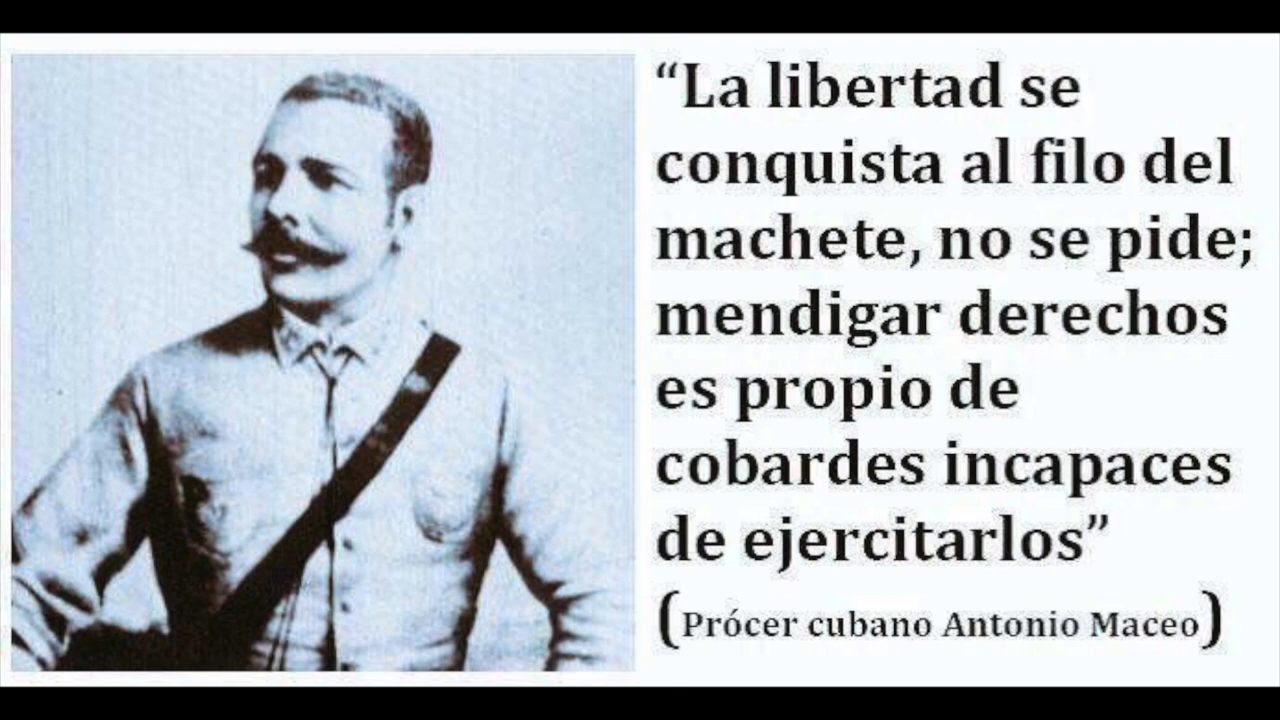 “La libertad se
conquista al filo del
machete, no se pide;
mendigar derechos
es propio de
cobardes incapaces
de ejercitarlos”
(Prócer cubano Antonio Maceo)